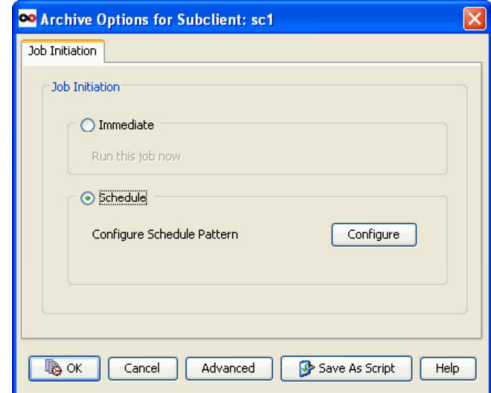 Archive Options for Subclient: sc1
Job Initiation
Job Initiation
Immediate
Run this job now
Schedule
Configure Schedule Pattern Configure
OK Cancel Advanced Save As Script Help